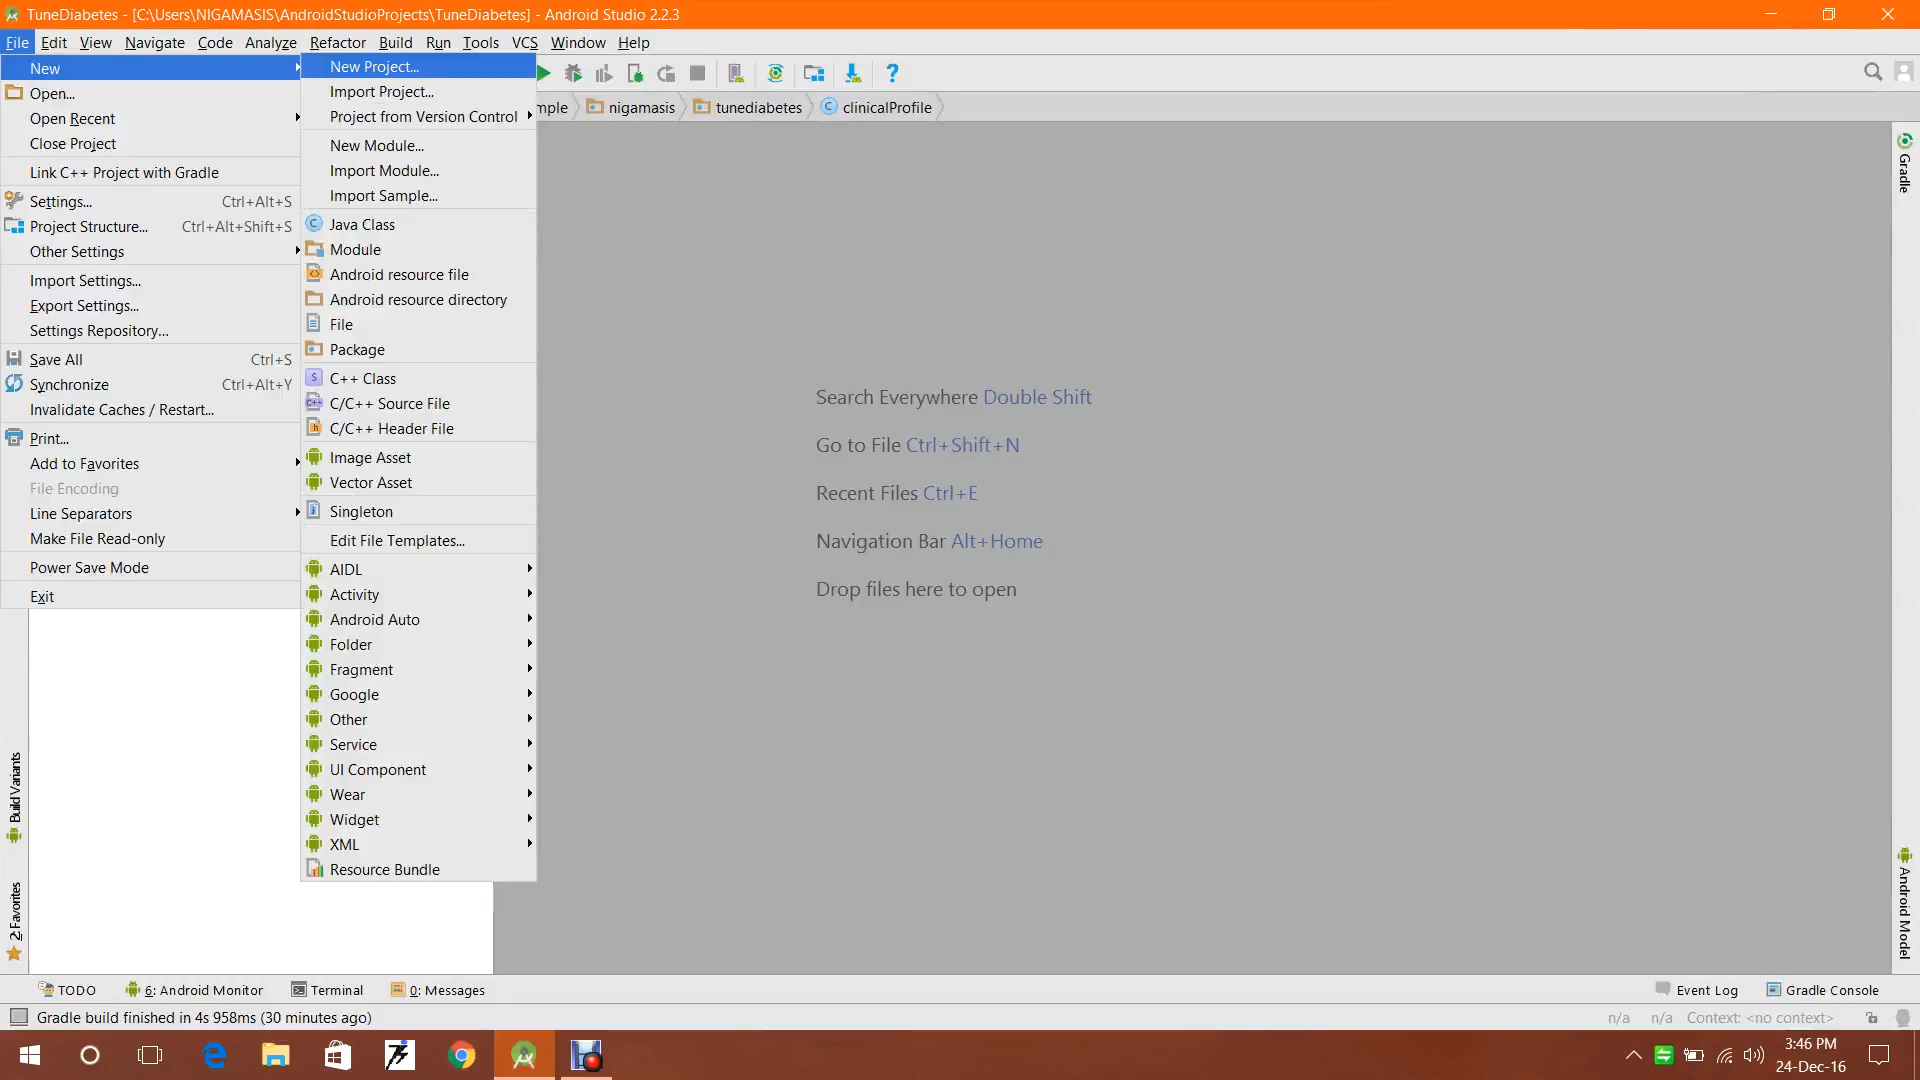 TuneDiabetes - [C:\Users\NIGAMASIS\AndroidStudioProjects\TuneDiabetes] - Android Studio 2.2.3
File Edit View Navigate Code Analyze Refactor Build Run Tools VCS Window Help
mple nigamasis tunediabetes clinicalProfile
New
Open...
Open Recent
Close Project
Link C++ Project with Gradle
Settings... Ctrl+Alt+S
Project Structure... Ctrl+Alt+Shift+S
Other Settings
Import Settings...
Export Settings...
Settings Repository...
Save All Ctrl+S
Synchronize Ctrl+Alt+Y
Invalidate Caches / Restart...
Print...
Add to Favorites
File Encoding
Line Separators
Make File Read-only
Power Save Mode
Exit
New Project...
Import Project...
Project from Version Control
New Module...
Import Module...
Import Sample...
Java Class
Module
Android resource file
Android resource directory
File
Package
C++ Class
C/C++ Source File
C/C++ Header File
Image Asset
Vector Asset
Singleton
Edit File Templates...
AIDL
Activity
Android Auto
Folder
Fragment
Google
Other
Service
UI Component
Wear
Widget
XML
Resource Bundle
Search Everywhere Double Shift
Go to File Ctrl+Shift+N
Recent Files Ctrl+E
Navigation Bar Alt+Home
Drop files here to open
Build Variants
2: Favorites
Gradle
Android Model
TODO 6: Android Monitor Terminal 0: Messages Event Log Gradle Console
Gradle build finished in 4s 958ms (30 minutes ago) n/a n/a Context: <no context>
3:46 PM
24-Dec-16